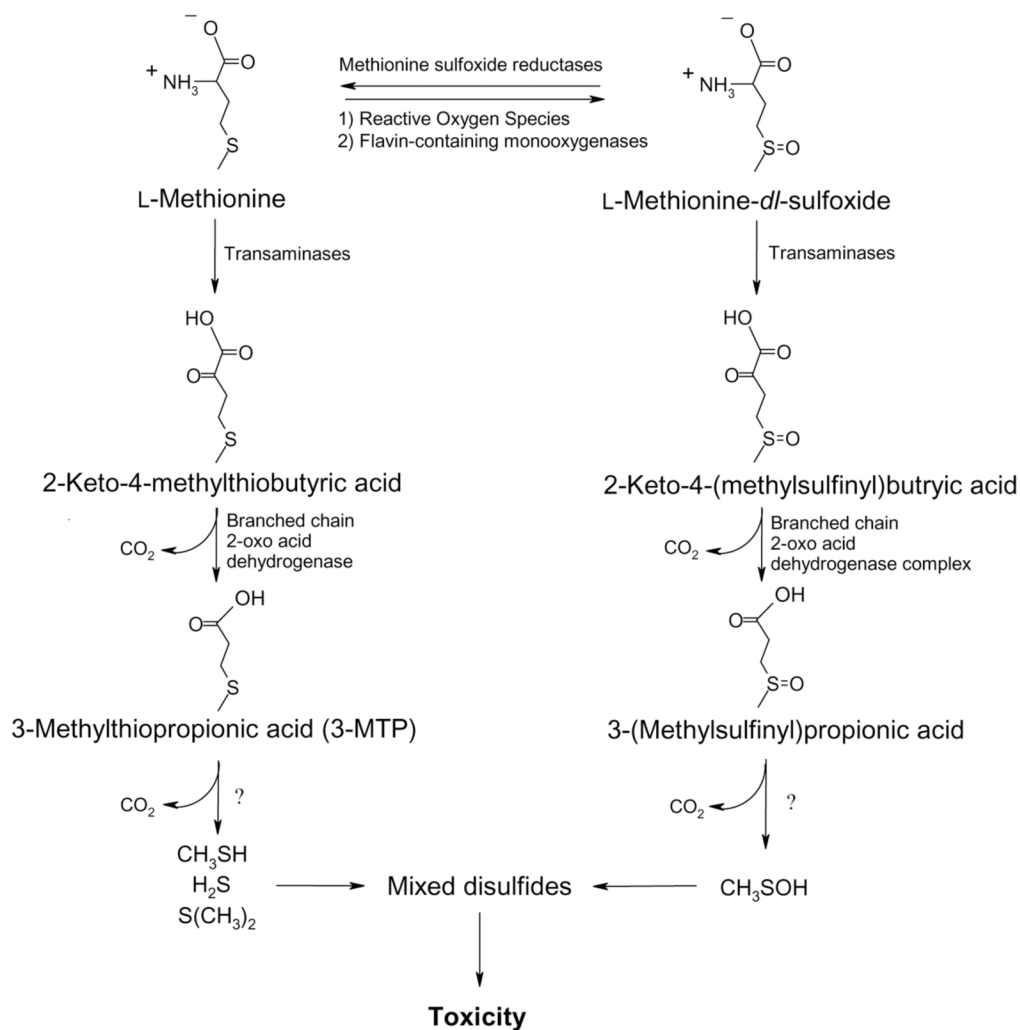 O
−
O
−
O
O
+
NH3
+
NH3
Methionine sulfoxide reductases
1) Reactive Oxygen Species
2) Flavin-containing monooxygenases
S
S=O
L-Methionine
L-Methionine-dl-sulfoxide
Transaminases
Transaminases
HO
HO
O
O
O
O
S
S=O
2-Keto-4-methylthiobutyric acid
2-Keto-4-(methylsulfinyl)butryic acid
Branched chain
2-oxo acid
dehydrogenase
CO2
Branched chain
2-oxo acid
dehydrogenase complex
CO2
OH
OH
O
O
S
S=O
3-Methylthiopropionic acid (3-MTP)
3-(Methylsulfinyl)propionic acid
CO2
?
CO2
?
CH3SH
H2S
S(CH3)2
Mixed disulfides
CH3SOH
Toxicity